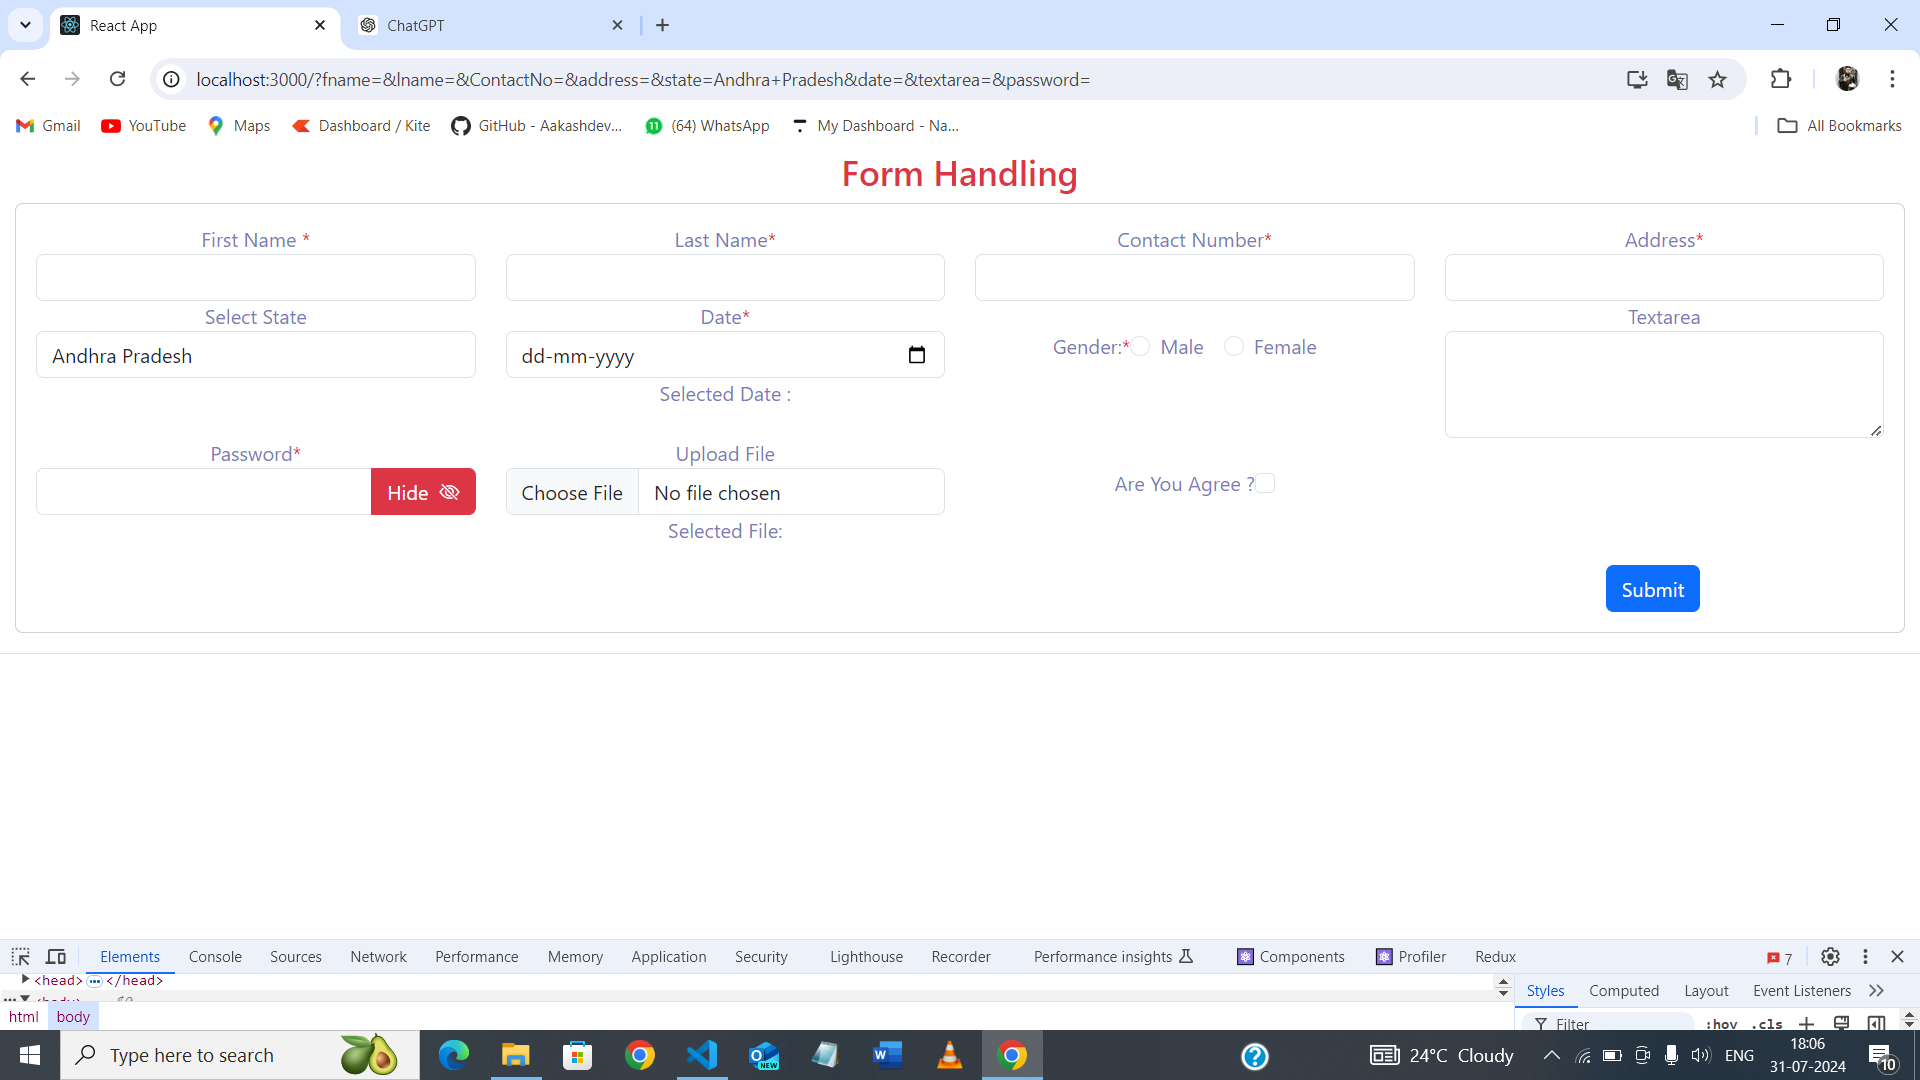 React App
ChatGPT
localhost:3000/?fname=&lname=&ContactNo=&address=&state=Andhra+Pradesh&date=&textarea=&password=
Gmail YouTube Maps Dashboard / Kite GitHub - Aakashdev... (64) WhatsApp My Dashboard - Na... All Bookmarks
Form Handling
First Name * Last Name* Contact Number* Address*
Select State Date* Textarea
Andhra Pradesh dd-mm-yyyy Gender:* Male Female
Selected Date :
Password* Upload File
Hide Choose File No file chosen Are You Agree ?
Selected File:
Submit
Elements Console Sources Network Performance Memory Application Security Lighthouse Recorder Performance insights Components Profiler Redux 7
<head> ... </head>
Styles Computed Layout Event Listeners
html body
Filter :hov .cls
Type here to search
NEW
24°C Cloudy
ENG
18:06
31-07-2024
10